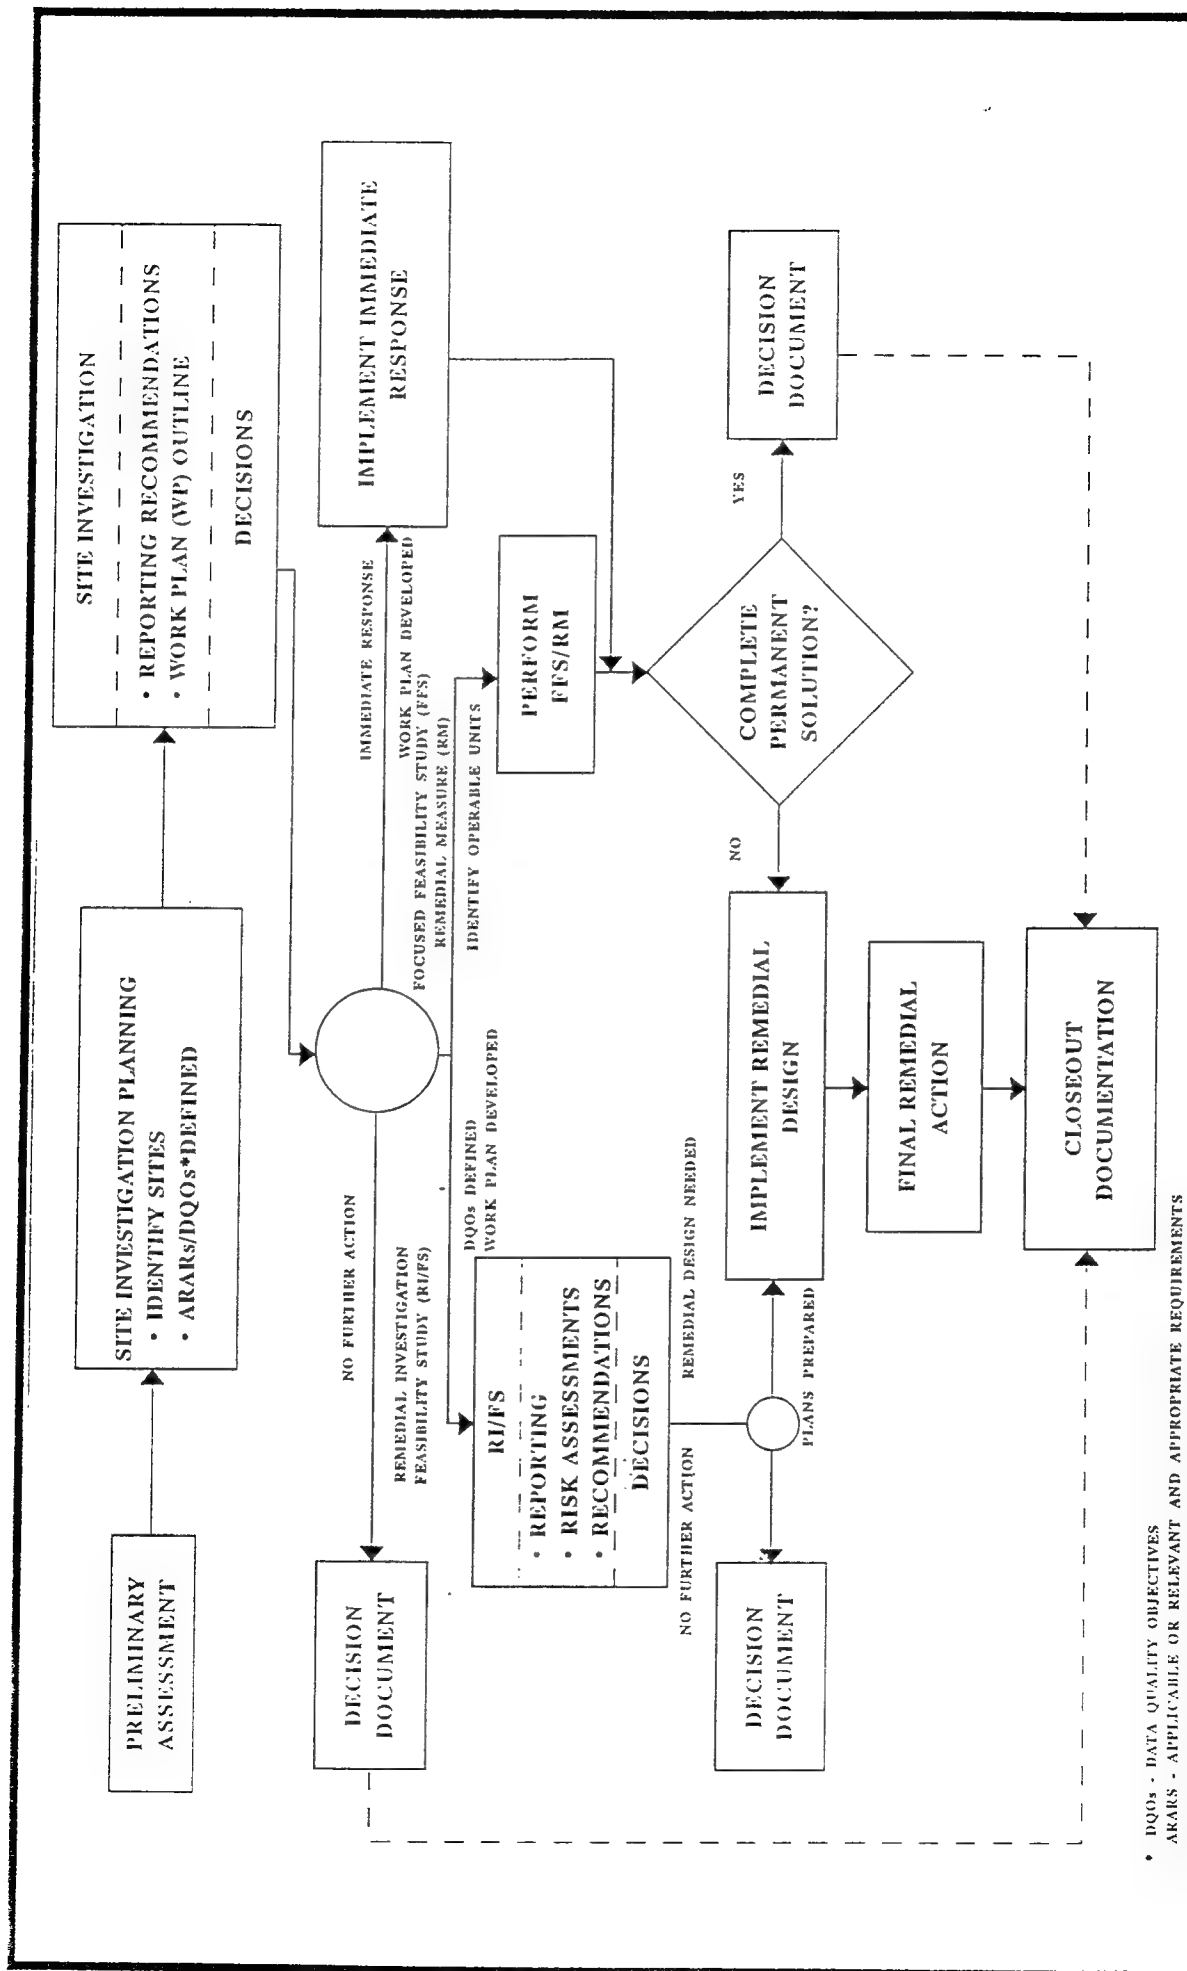 PRELIMINARY
ASSESSMENT
SITE INVESTIGATION PLANNING
• IDENTIFY SITES
• ARARs/DQOs*DEFINED
SITE INVESTIGATION
• REPORTING RECOMMENDATIONS
• WORK PLAN (WP) OUTLINE
DECISIONS
DECISION
DOCUMENT
NO FURTHER ACTION
REMEDIAL INVESTIGATION
FEASIBILITY STUDY (RI/FS)
IMMEDIATE RESPONSE
WORK PLAN DEVELOPED
FOCUSED FEASIBILITY STUDY (FFS)
REMEDIAL MEASURE (RM)
IDENTIFY OPERABLE UNITS
IMPLEMENT IMMEDIATE
RESPONSE
DQOs DEFINED
WORK PLAN DEVELOPED
RI/FS
• REPORTING
• RISK ASSESSMENTS
• RECOMMENDATIONS
DECISIONS
PERFORM
FFS/RM
NO FURTHER ACTION
REMEDIAL DESIGN NEEDED
DECISION
DOCUMENT
PLANS PREPARED
IMPLEMENT REMEDIAL
DESIGN
NO
COMPLETE
PERMANENT
SOLUTION?
YES
DECISION
DOCUMENT
FINAL REMEDIAL
ACTION
CLOSEOUT
DOCUMENTATION
* DQOs - DATA QUALITY OBJECTIVES
ARARS - APPLICABLE OR RELEVANT AND APPROPRIATE REQUIREMENTS